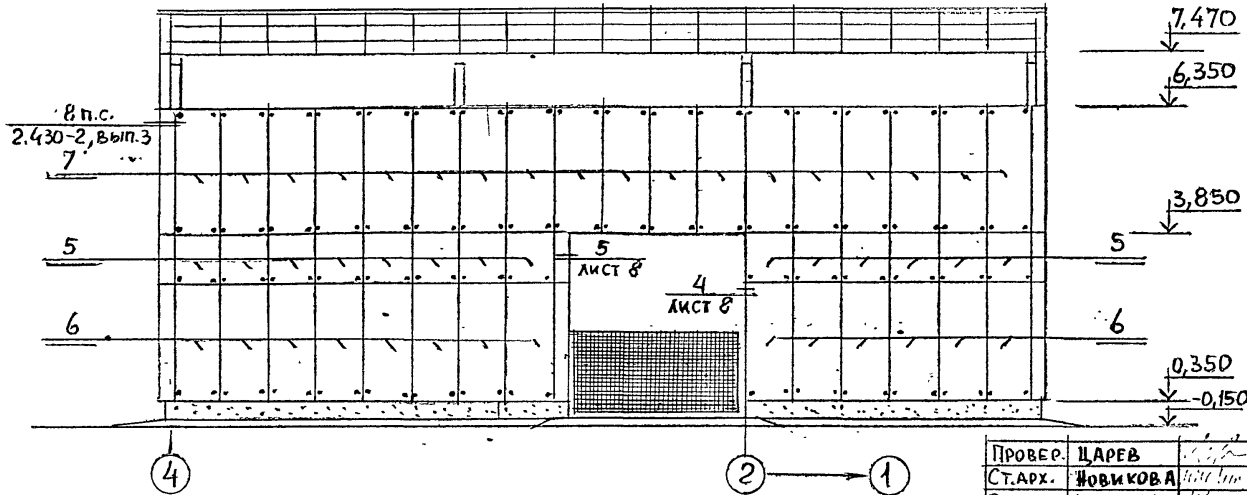 7,470
6,350
8 п.с.
2.430-2, вып.3
7
3,850
5
5
лист 8
5
4
лист 8
6
6
0,350
-0,150
4
2
1
Провер. Царев
Ст.арх. Новикова